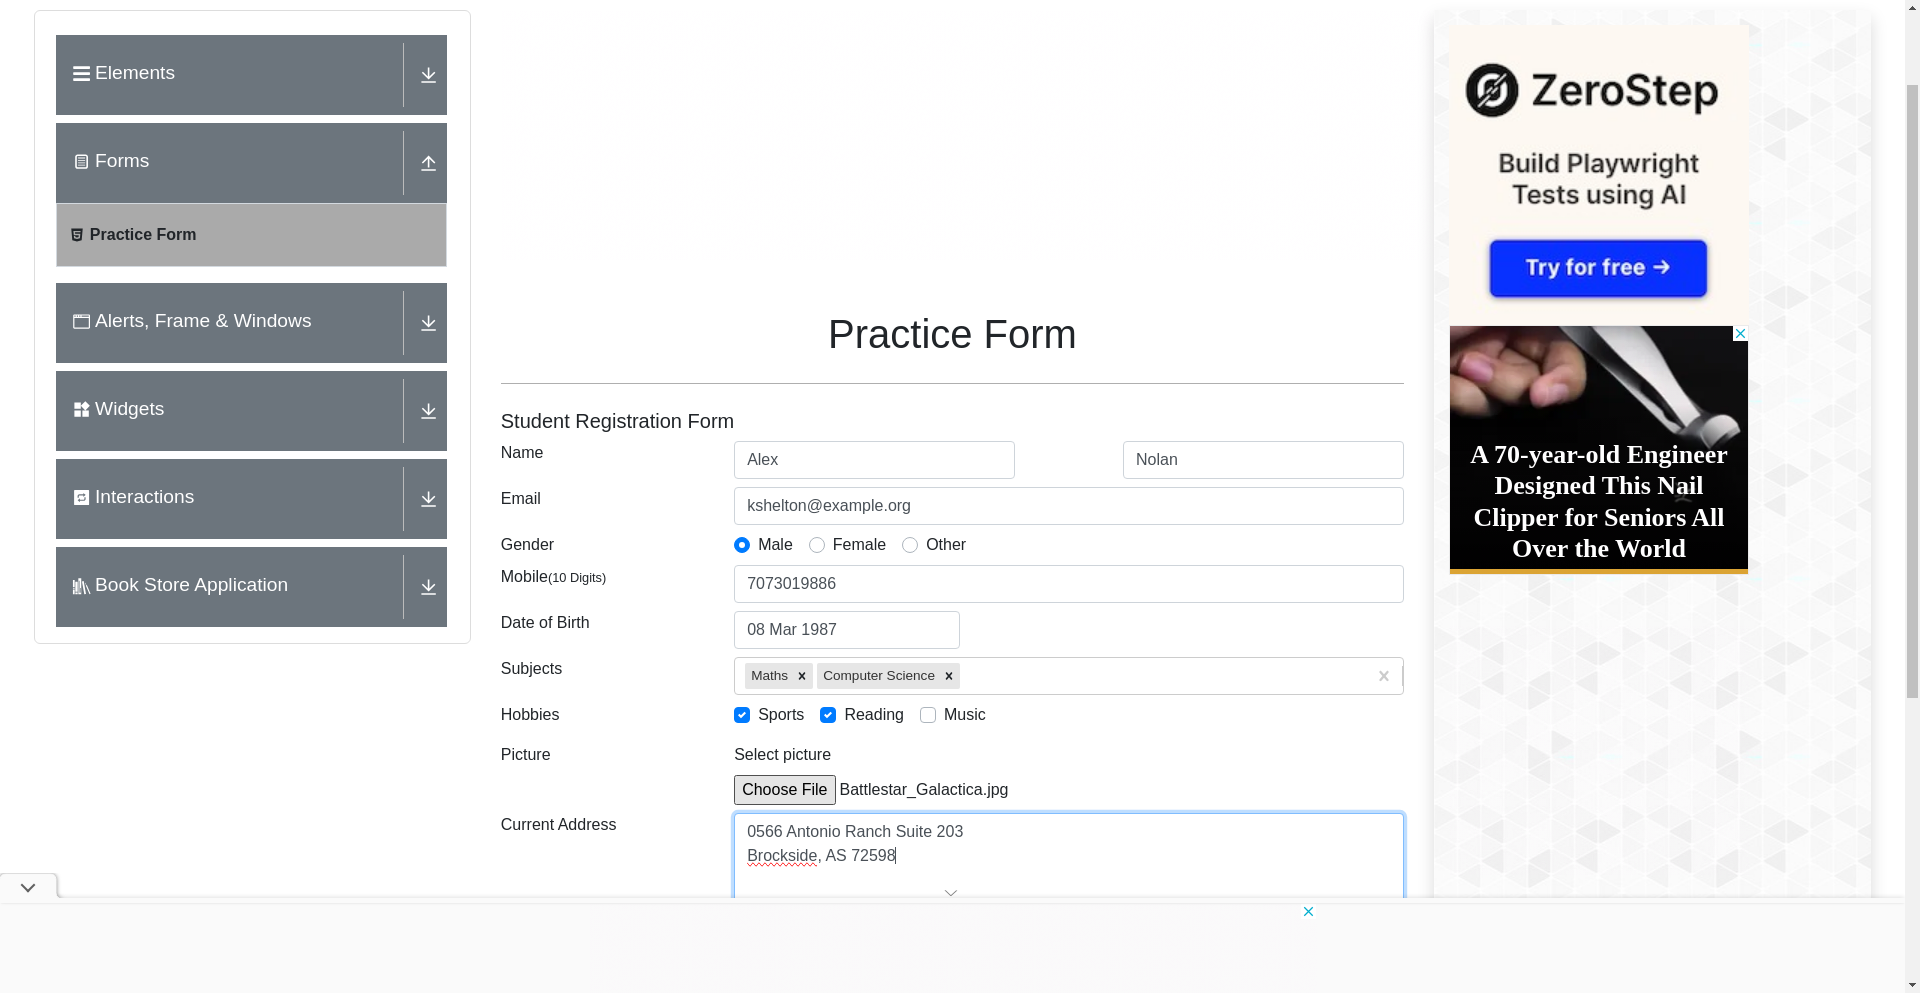 Elements
Forms
Practice Form
Alerts, Frame & Windows
Widgets
Interactions
Book Store Application
Practice Form
Student Registration Form
Name Alex Nolan
Email kshelton@example.org
Gender Male Female Other
Mobile(10 Digits) 7073019886
Date of Birth 08 Mar 1987
Subjects Maths Computer Science
Hobbies Sports Reading Music
Picture Select picture
Choose File Battlestar_Galactica.jpg
Current Address 0566 Antonio Ranch Suite 203
Brockside, AS 72598
ZeroStep
Build Playwright
Tests using AI
Try for free →
A 70-year-old Engineer
Designed This Nail
Clipper for Seniors All
Over the World